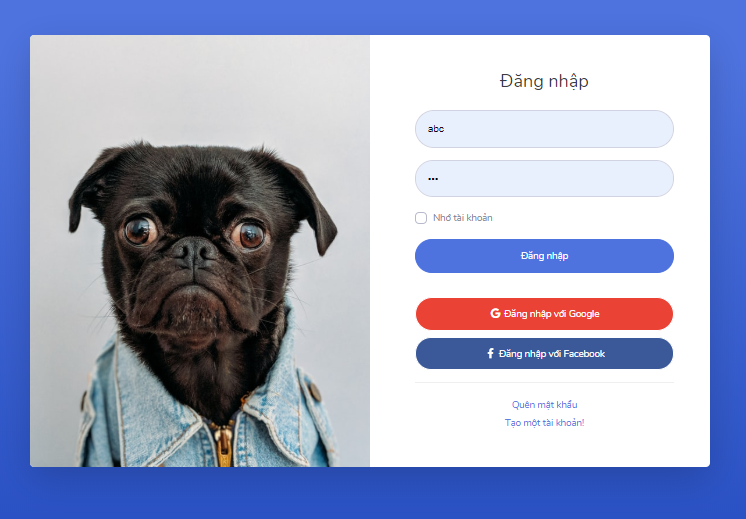 Đăng nhập
abc
•••
Nhớ tài khoản
Đăng nhập
G Đăng nhập với Google
f Đăng nhập với Facebook
Quên mật khẩu
Tạo một tài khoản!